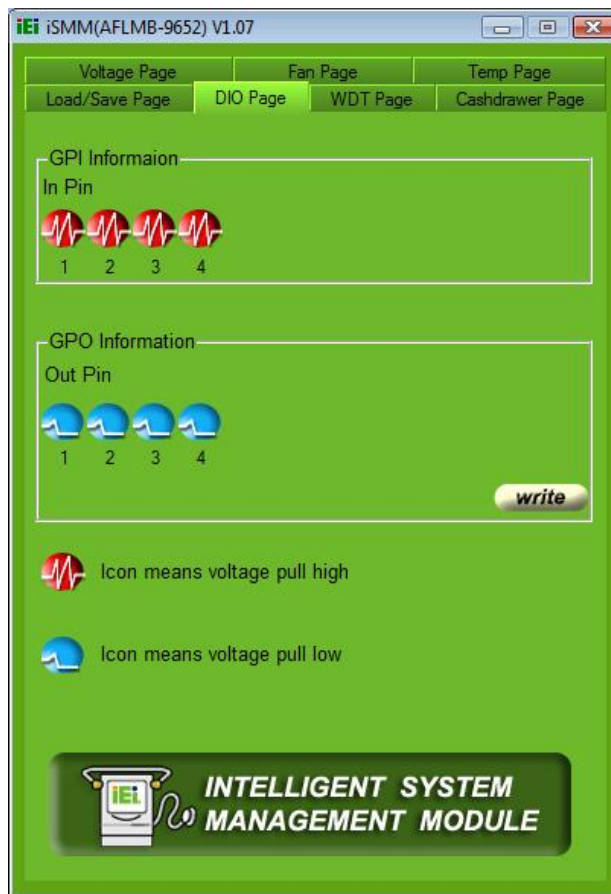 iEi iSMM(AFLMB-9652) V1.07
Voltage Page Fan Page Temp Page
Load/Save Page DIO Page WDT Page Cashdrawer Page
GPI Informaion
In Pin
1 2 3 4
GPO Information
Out Pin
1 2 3 4
write
Icon means voltage pull high
Icon means voltage pull low
iEi
INTELLIGENT SYSTEM
MANAGEMENT MODULE